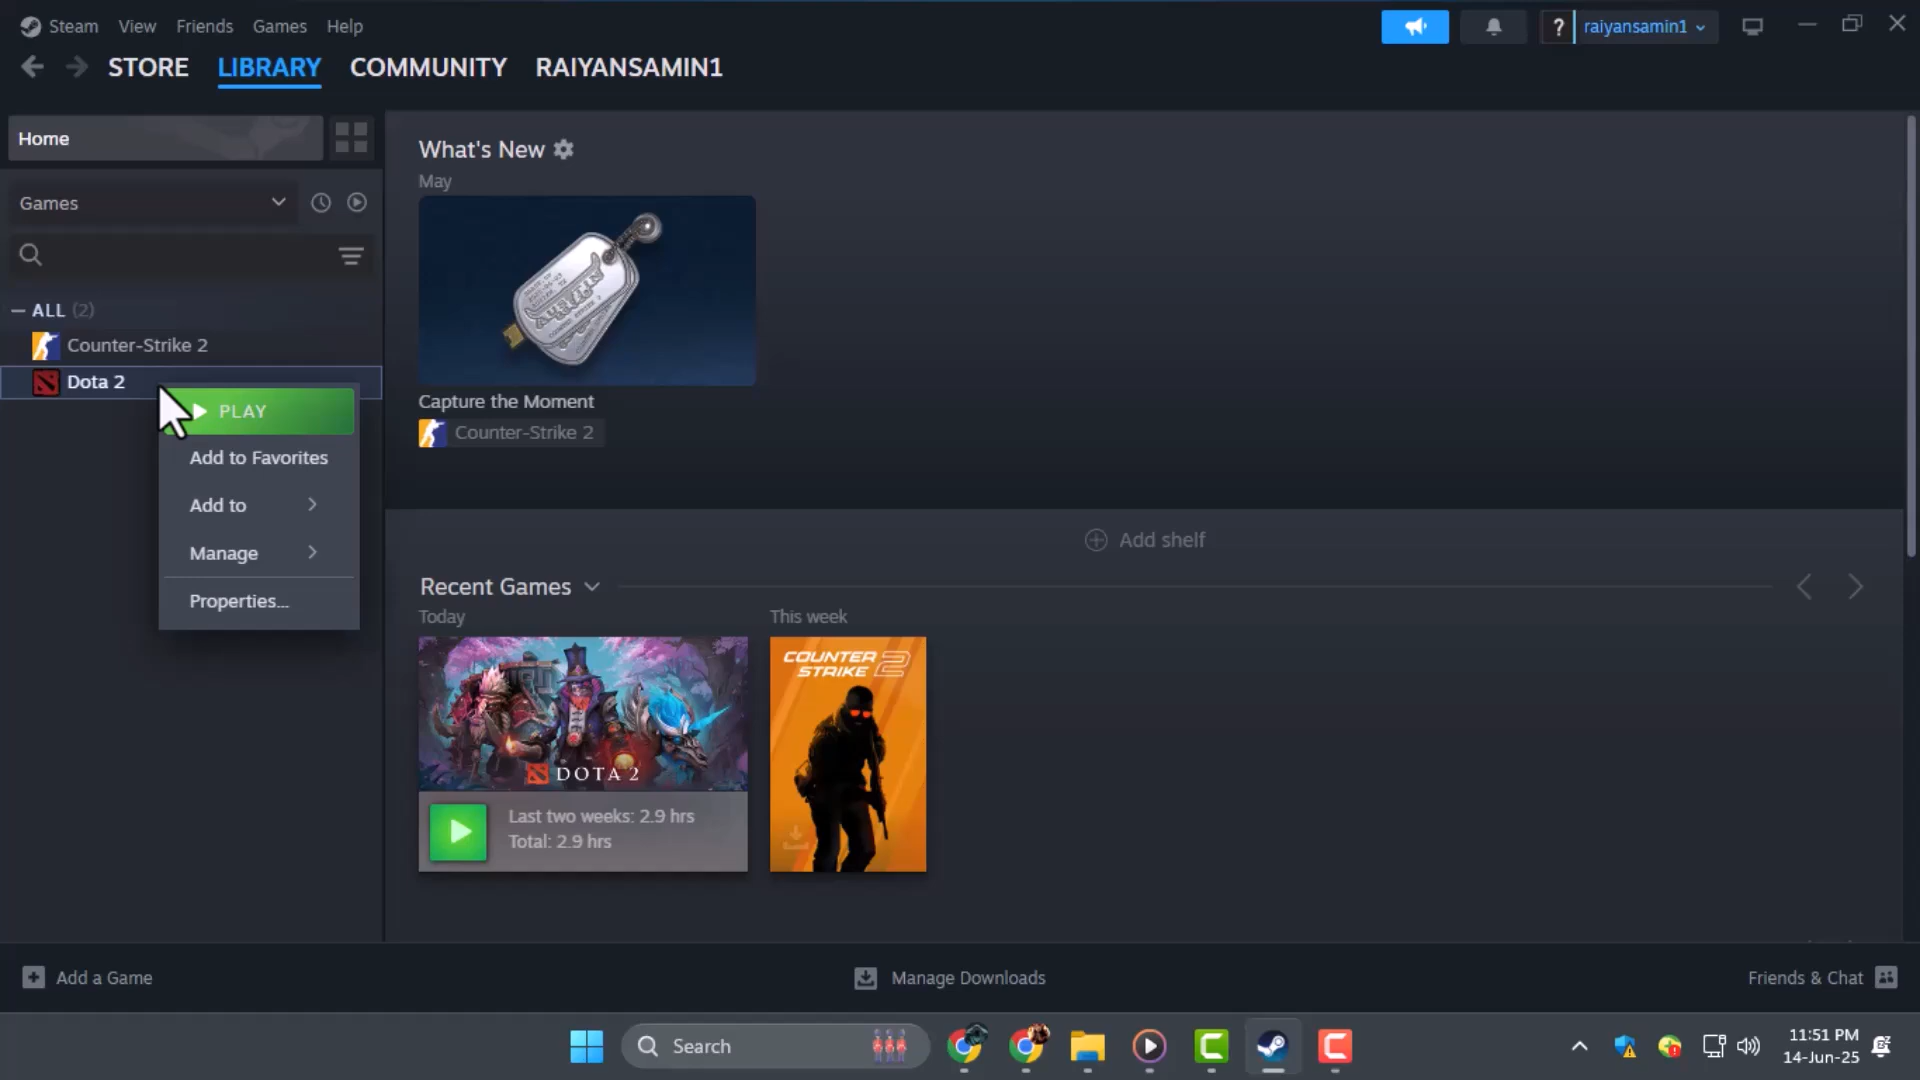 Steam View Friends Games Help
? raiyansamin1
STORE LIBRARY COMMUNITY RAIYANSAMIN1
Home
Games
ALL (2)
Counter-Strike 2
Dota 2
PLAY
Add to Favorites
Add to
Manage
Properties...
What's New
May
Capture the Moment
Counter-Strike 2
Add shelf
Recent Games
Today
This week
DOTA 2
Last two weeks: 2.9 hrs
Total: 2.9 hrs
COUNTER
STRIKE 2
Add a Game
Manage Downloads
Friends & Chat
Search
11:51 PM
14-Jun-25